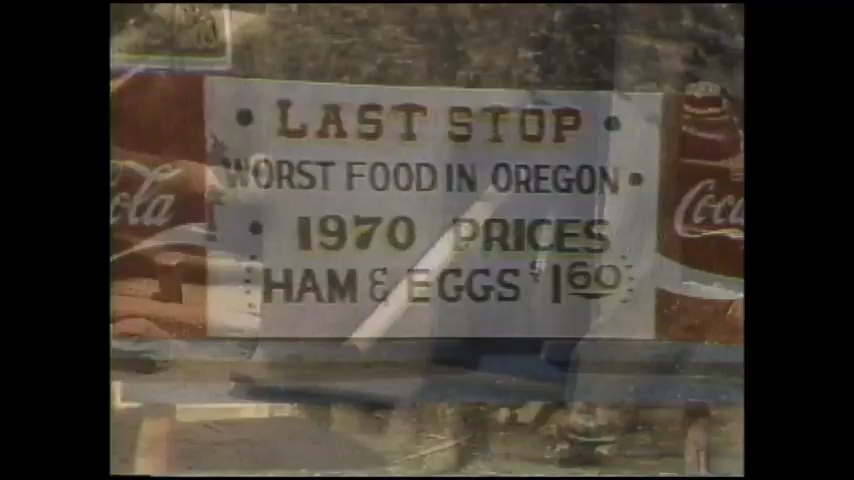 • LAST STOP •
WORST FOOD IN OREGON •
• 1970 PRICES
HAM & EGGS $1.60
Cola
Coca